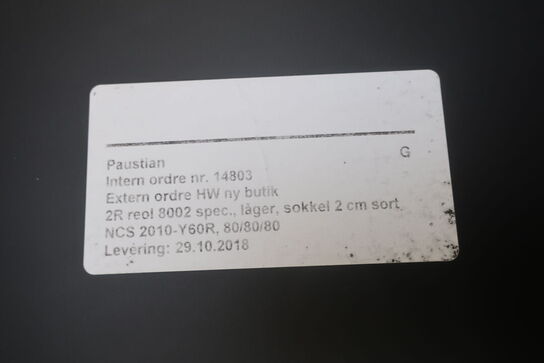 Paustian G
Intern ordre nr. 14803
Extern ordre HW ny butik
2R reol 8002 spec., låger, sokkel 2 cm sort
NCS 2010-Y60R, 80/80/80
Levering: 29.10.2018